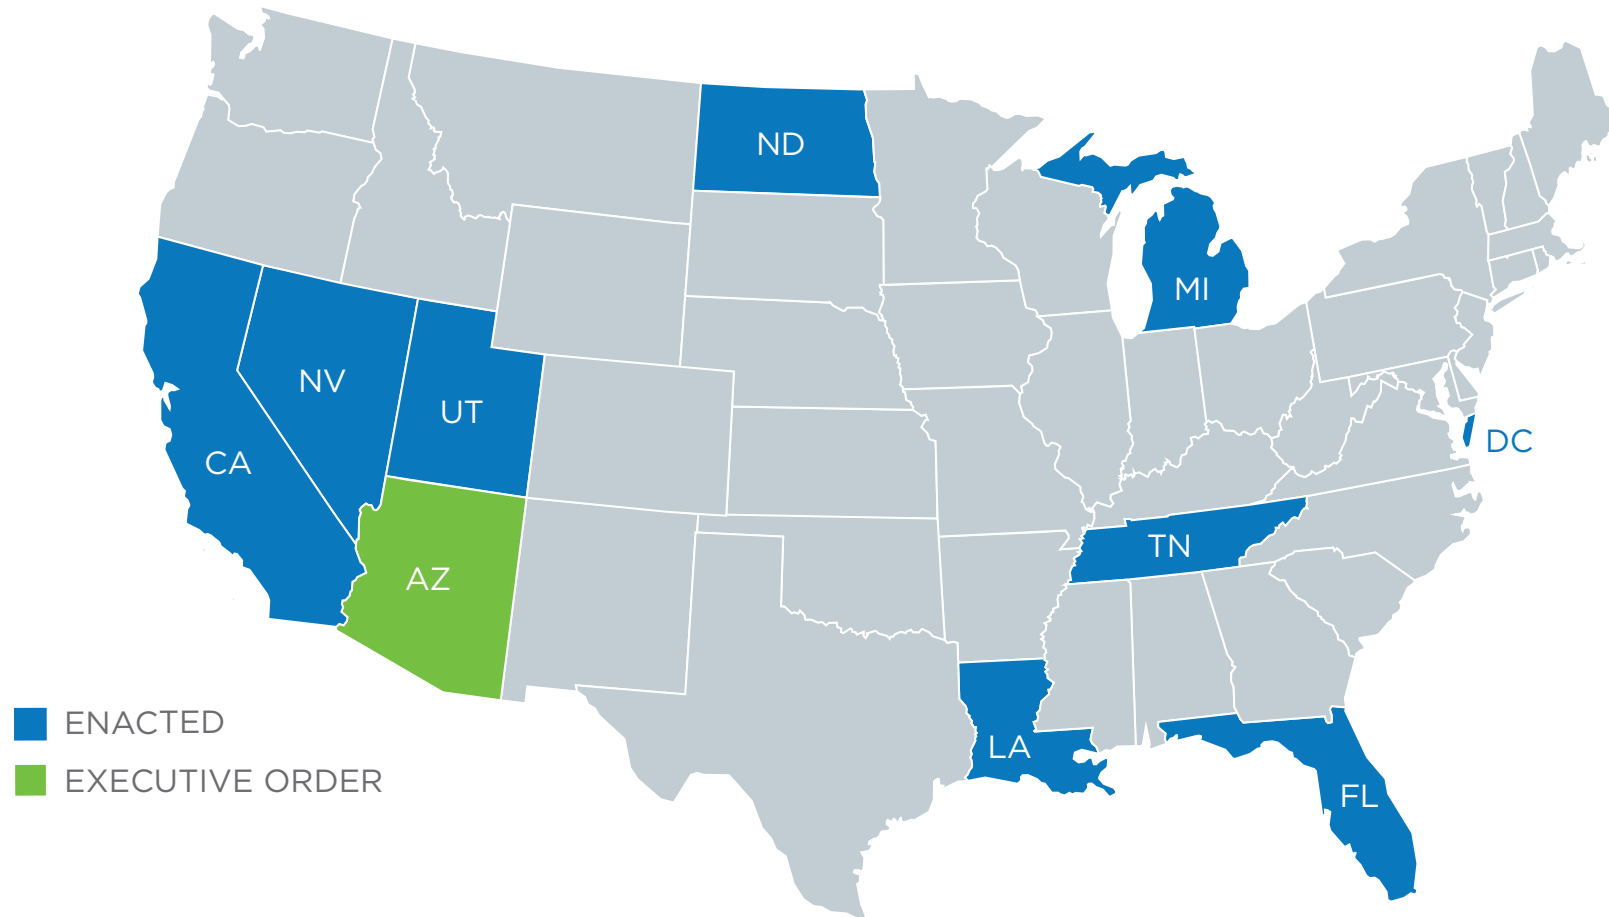 ND
MI
NV
UT
DC
CA
TN
AZ
ENACTED
LA
EXECUTIVE ORDER
FL